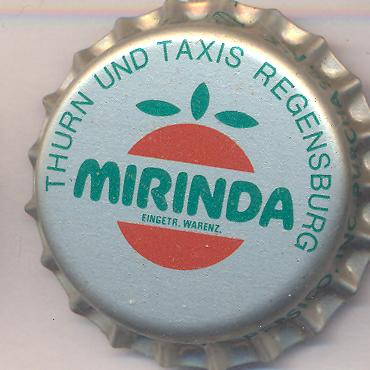 THURN UND TAXIS REGENSBURG
MIRINDA
EINGETR. WARENZ.